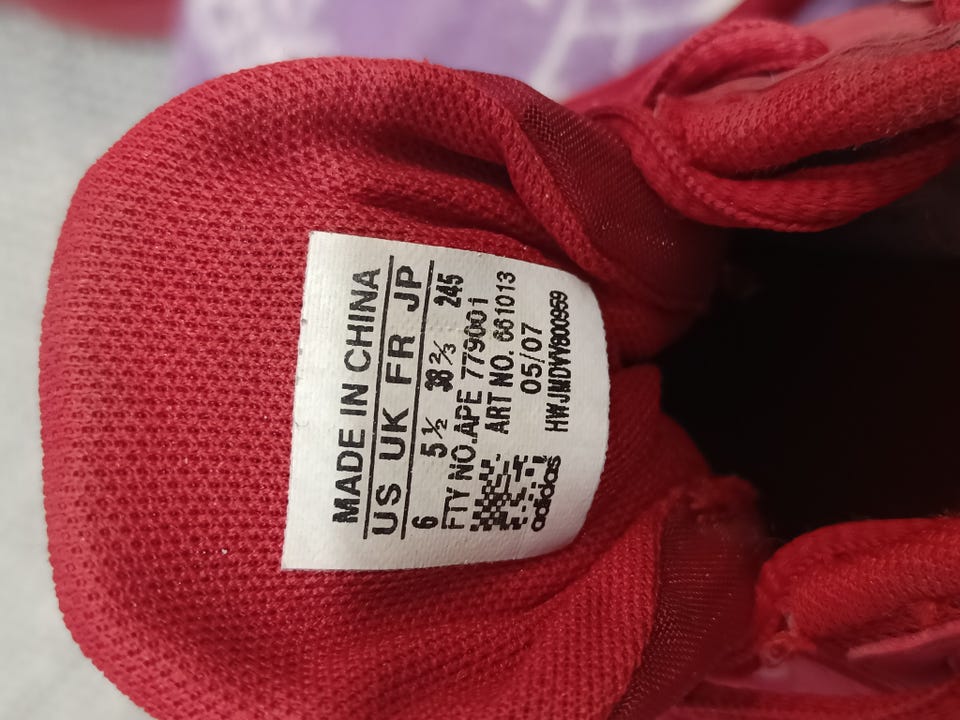 MADE IN CHINA
US UK FR JP
6 5½ 38⅔ 245
FTY NO.APE 779001
ART NO. 661013
05/07
adidas HWJMDVV900959